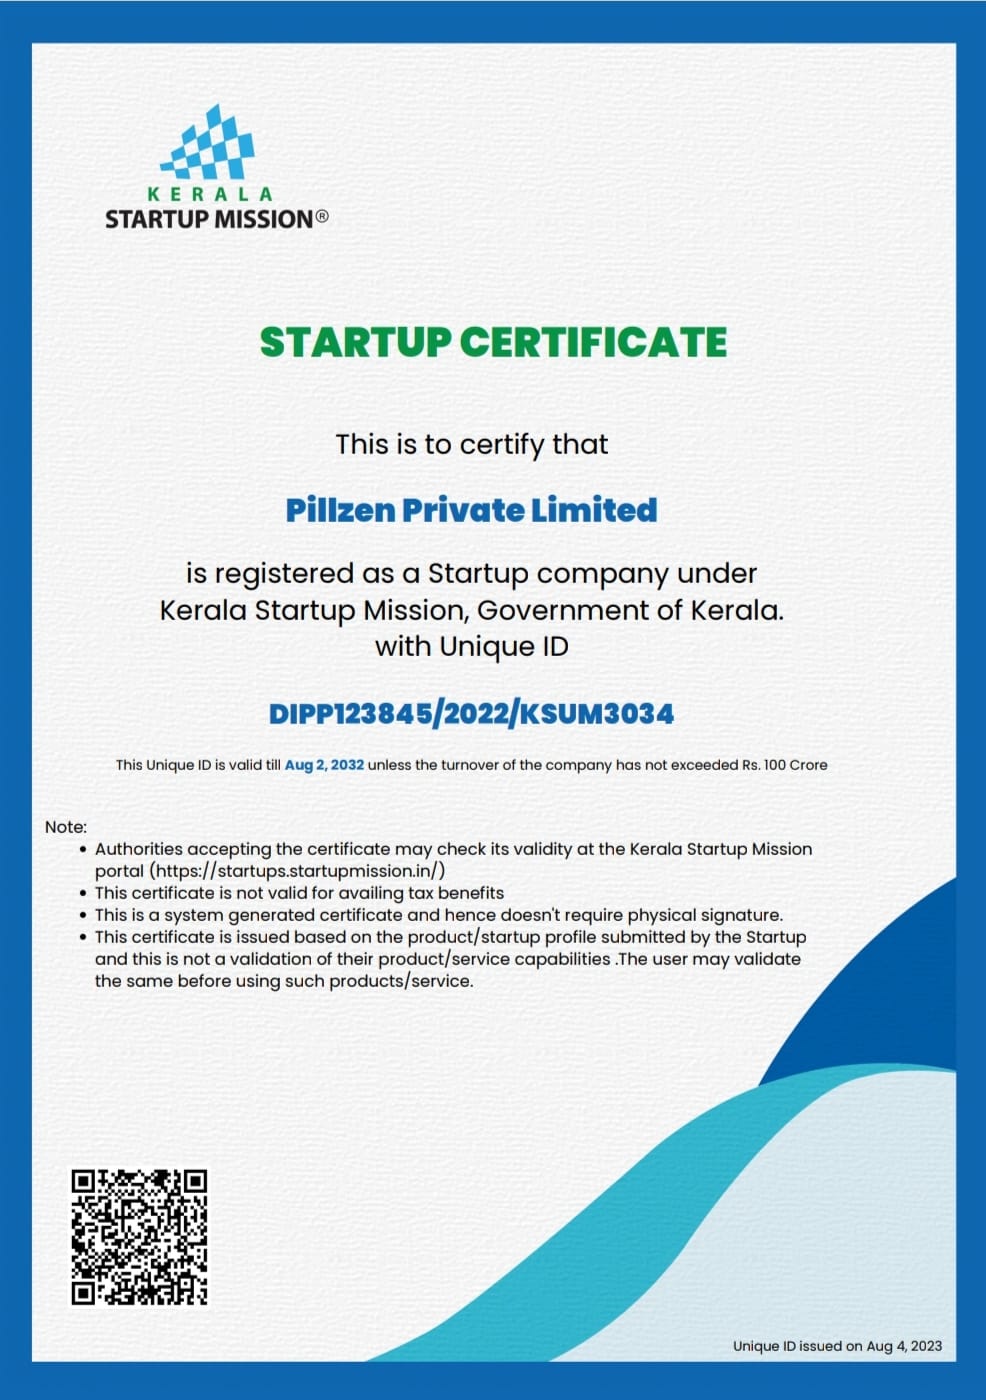 KERALA
STARTUP MISSION®
STARTUP CERTIFICATE
This is to certify that
Pillzen Private Limited
is registered as a Startup company under
Kerala Startup Mission, Government of Kerala.
with Unique ID
DIPP123845/2022/KSUM3034
This Unique ID is valid till Aug 2, 2032 unless the turnover of the company has not exceeded Rs. 100 Crore
Note:
• Authorities accepting the certificate may check its validity at the Kerala Startup Mission
portal (https://startups.startupmission.in/)
• This certificate is not valid for availing tax benefits
• This is a system generated certificate and hence doesn't require physical signature.
• This certificate is issued based on the product/startup profile submitted by the Startup
and this is not a validation of their product/service capabilities .The user may validate
the same before using such products/service.
Unique ID issued on Aug 4, 2023